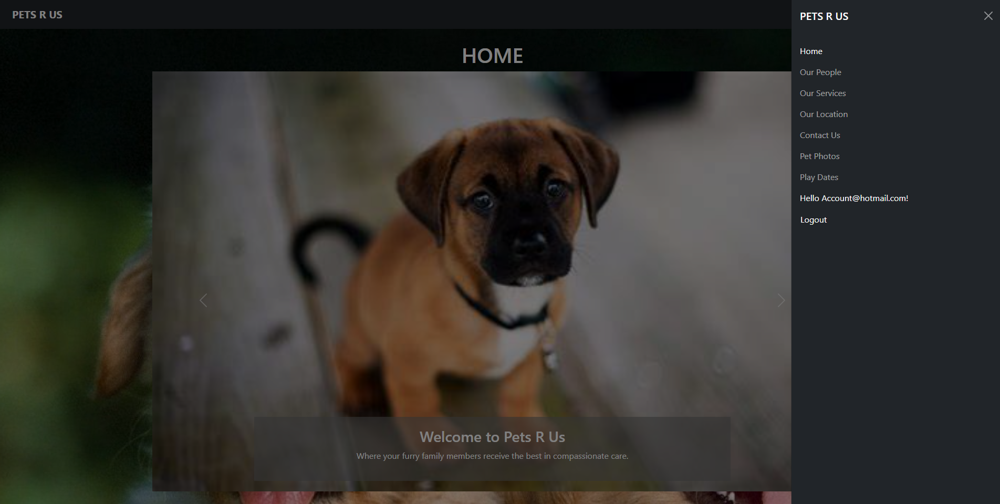 PETS R US
HOME
Welcome to Pets R Us
Where your furry family members receive the best in compassionate care.
PETS R US
Home
Our People
Our Services
Our Location
Contact Us
Pet Photos
Play Dates
Hello Account@hotmail.com!
Logout